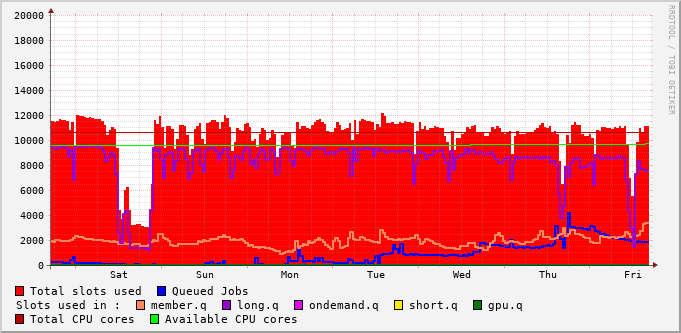 RRDTOOL / TOBI OETIKER
20000
18000
16000
14000
12000
10000
8000
6000
4000
2000
0
Sat Sun Mon Tue Wed Thu Fri
Total slots used Queued Jobs
Slots used in : member.q long.q ondemand.q short.q gpu.q
Total CPU cores Available CPU cores